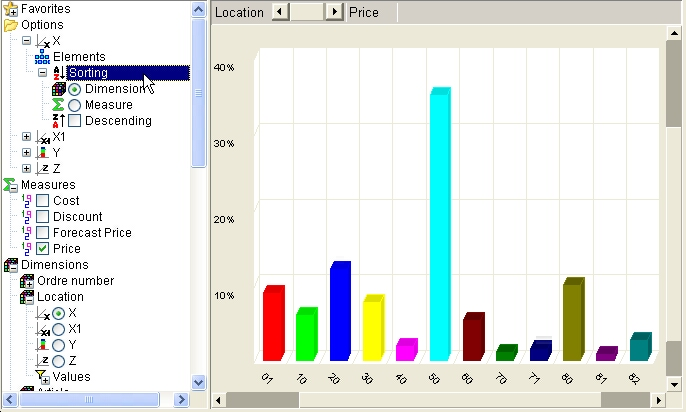 Favorites
Options
X
Elements
Sorting
Dimension
Measure
Descending
X1
Y
Z
Measures
Cost
Discount
Forecast Price
Price
Dimensions
Ordre number
Location
X
X1
Y
Z
Values
Location Price
40%
30%
20%
10%
01 10 20 30 40 50 60 70 71 80 81 82